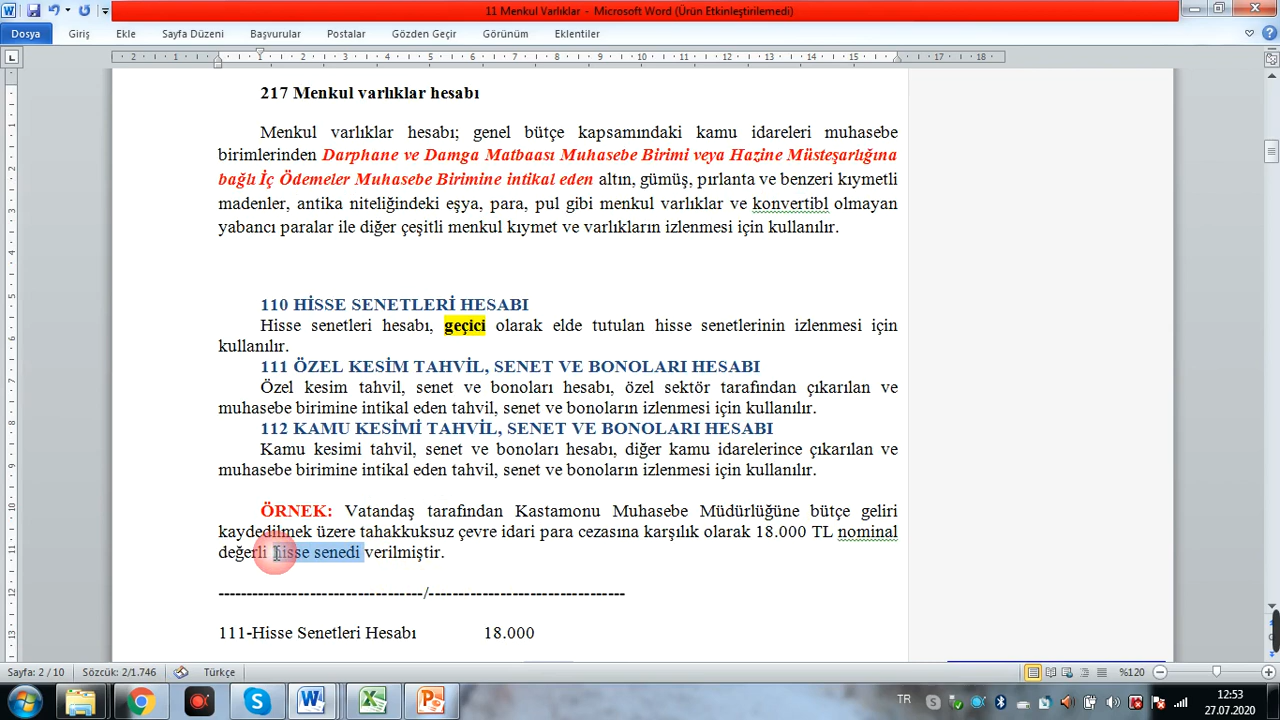 11 Menkul Varlıklar - Microsoft Word (Ürün Etkinleştirilemedi)
Dosya Giriş Ekle Sayfa Düzeni Başvurular Postalar Gözden Geçir Görünüm Eklentiler
217 Menkul varlıklar hesabı
Menkul varlıklar hesabı; genel bütçe kapsamındaki kamu idareleri muhasebe
birimlerinden Darphane ve Damga Matbaası Muhasebe Birimi veya Hazine Müsteşarlığına
bağlı İç Ödemeler Muhasebe Birimine intikal eden altın, gümüş, pırlanta ve benzeri kıymetli
madenler, antika niteliğindeki eşya, para, pul gibi menkul varlıklar ve konvertibl olmayan
yabancı paralar ile diğer çeşitli menkul kıymet ve varlıkların izlenmesi için kullanılır.
110 HİSSE SENETLERİ HESABI
Hisse senetleri hesabı, geçici olarak elde tutulan hisse senetlerinin izlenmesi için
kullanılır.
111 ÖZEL KESİM TAHVİL, SENET VE BONOLARI HESABI
Özel kesim tahvil, senet ve bonoları hesabı, özel sektör tarafından çıkarılan ve
muhasebe birimine intikal eden tahvil, senet ve bonoların izlenmesi için kullanılır.
112 KAMU KESİMİ TAHVİL, SENET VE BONOLARI HESABI
Kamu kesimi tahvil, senet ve bonoları hesabı, diğer kamu idarelerince çıkarılan ve
muhasebe birimine intikal eden tahvil, senet ve bonoların izlenmesi için kullanılır.
ÖRNEK: Vatandaş tarafından Kastamonu Muhasebe Müdürlüğüne bütçe geliri
kaydedilmek üzere tahakkuksuz çevre idari para cezasına karşılık olarak 18.000 TL nominal
değerli hisse senedi verilmiştir.
-----------------------------------/---------------------------------
111-Hisse Senetleri Hesabı 18.000
Sayfa: 2 / 10 Sözcük: 2/1.746 Türkçe %120
TR 12:53
27.07.2020